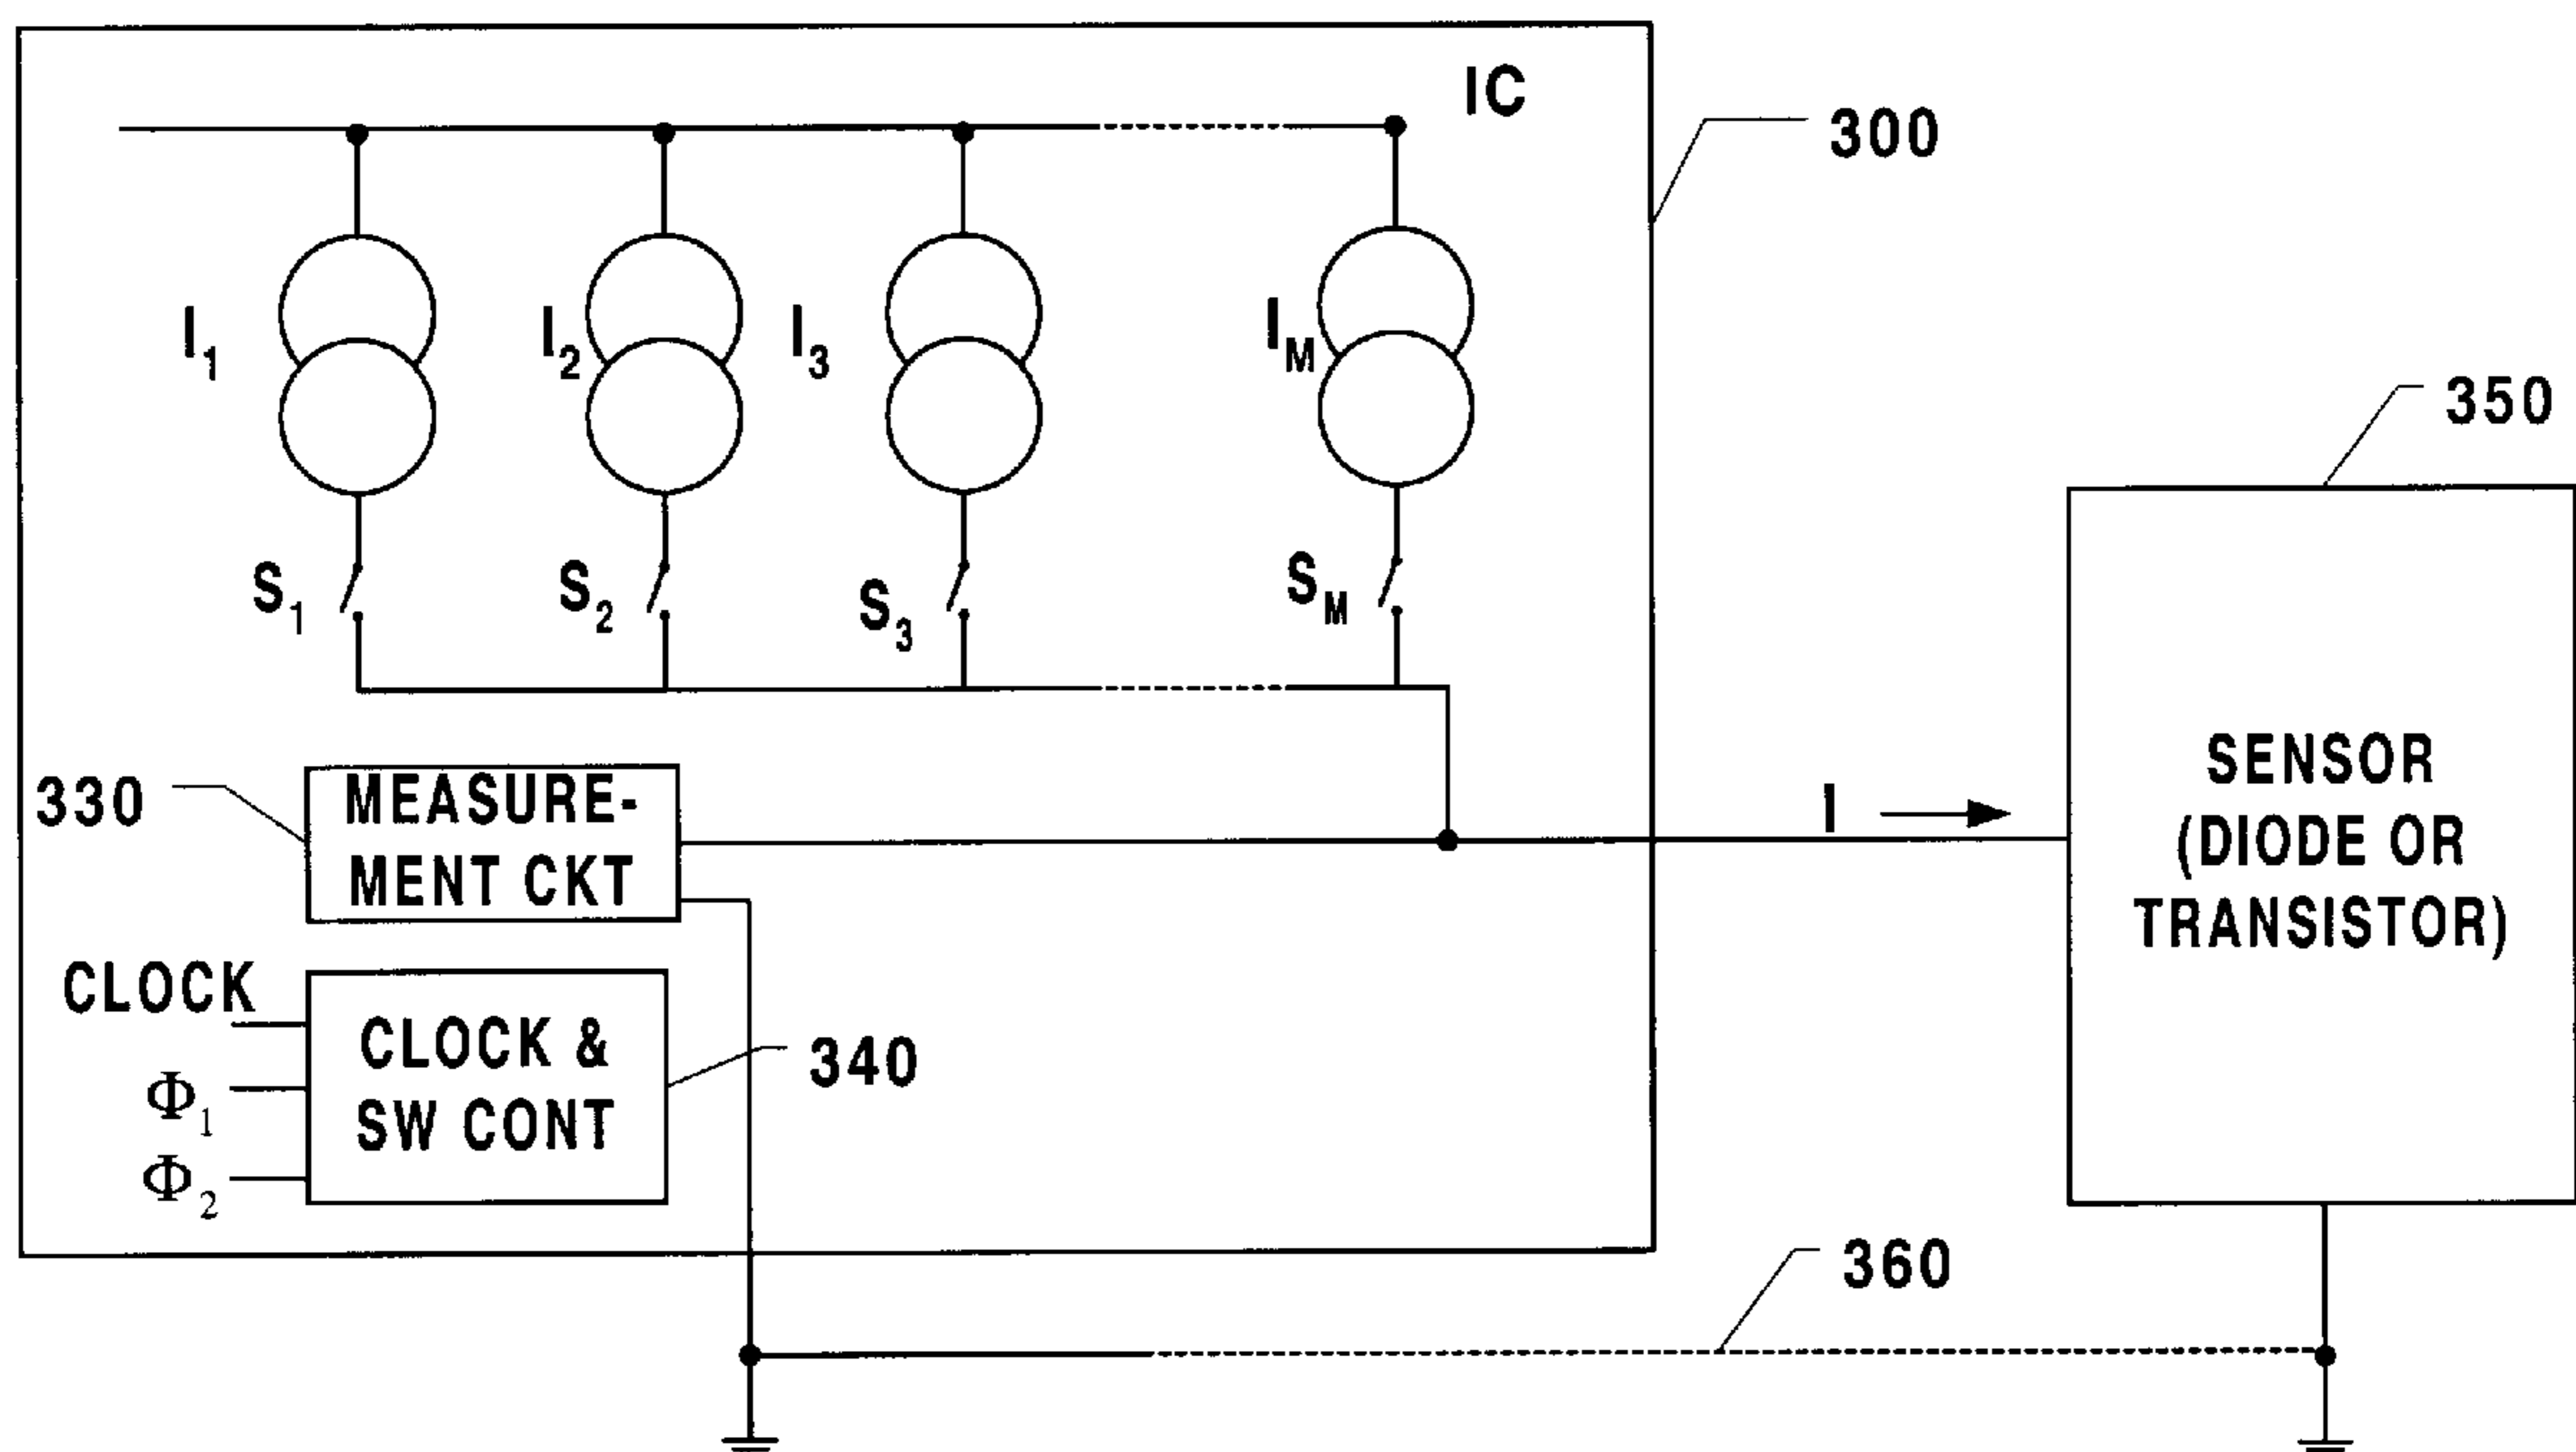 IC
300
I1
I2
I3
IM
350
S1
S2
S3
SM
330
MEASURE-
MENT CKT
I
SENSOR
(DIODE OR
TRANSISTOR)
CLOCK
Φ1
Φ2
CLOCK &
SW CONT
340
360